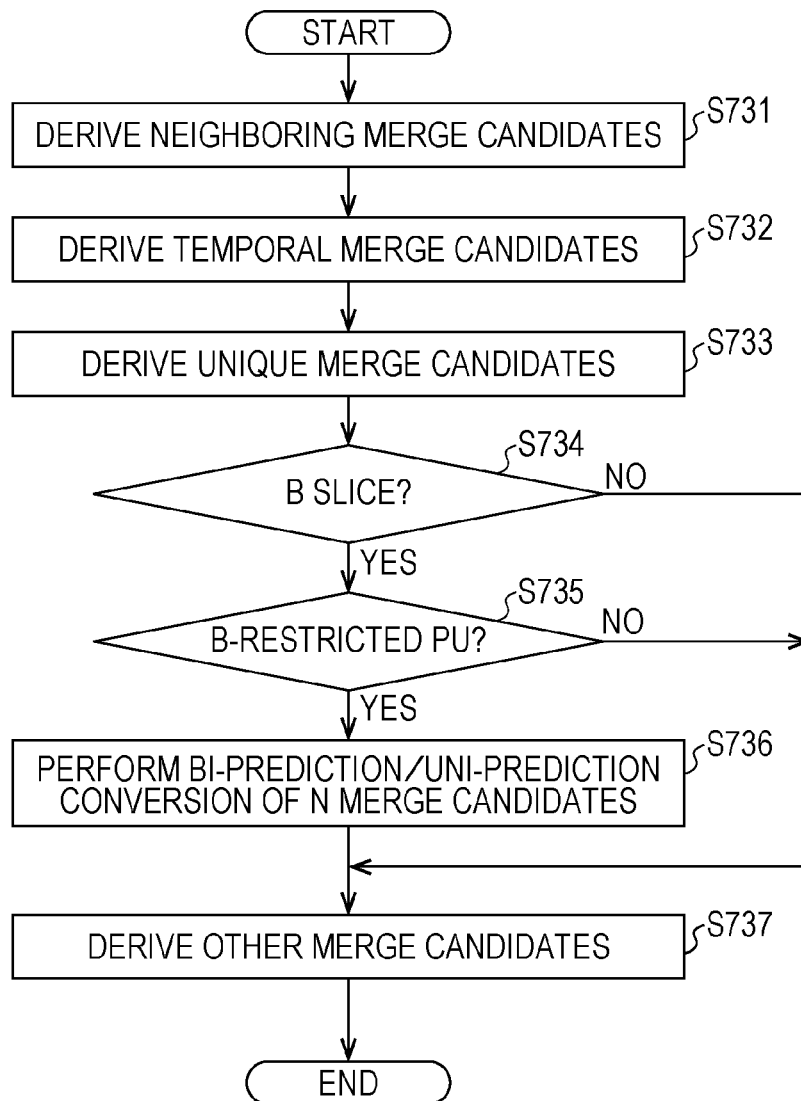 START
S731
DERIVE NEIGHBORING MERGE CANDIDATES
S732
DERIVE TEMPORAL MERGE CANDIDATES
S733
DERIVE UNIQUE MERGE CANDIDATES
S734
B SLICE?
NO
YES
S735
B-RESTRICTED PU?
NO
YES
S736
PERFORM BI-PREDICTION/UNI-PREDICTION
CONVERSION OF N MERGE CANDIDATES
S737
DERIVE OTHER MERGE CANDIDATES
END